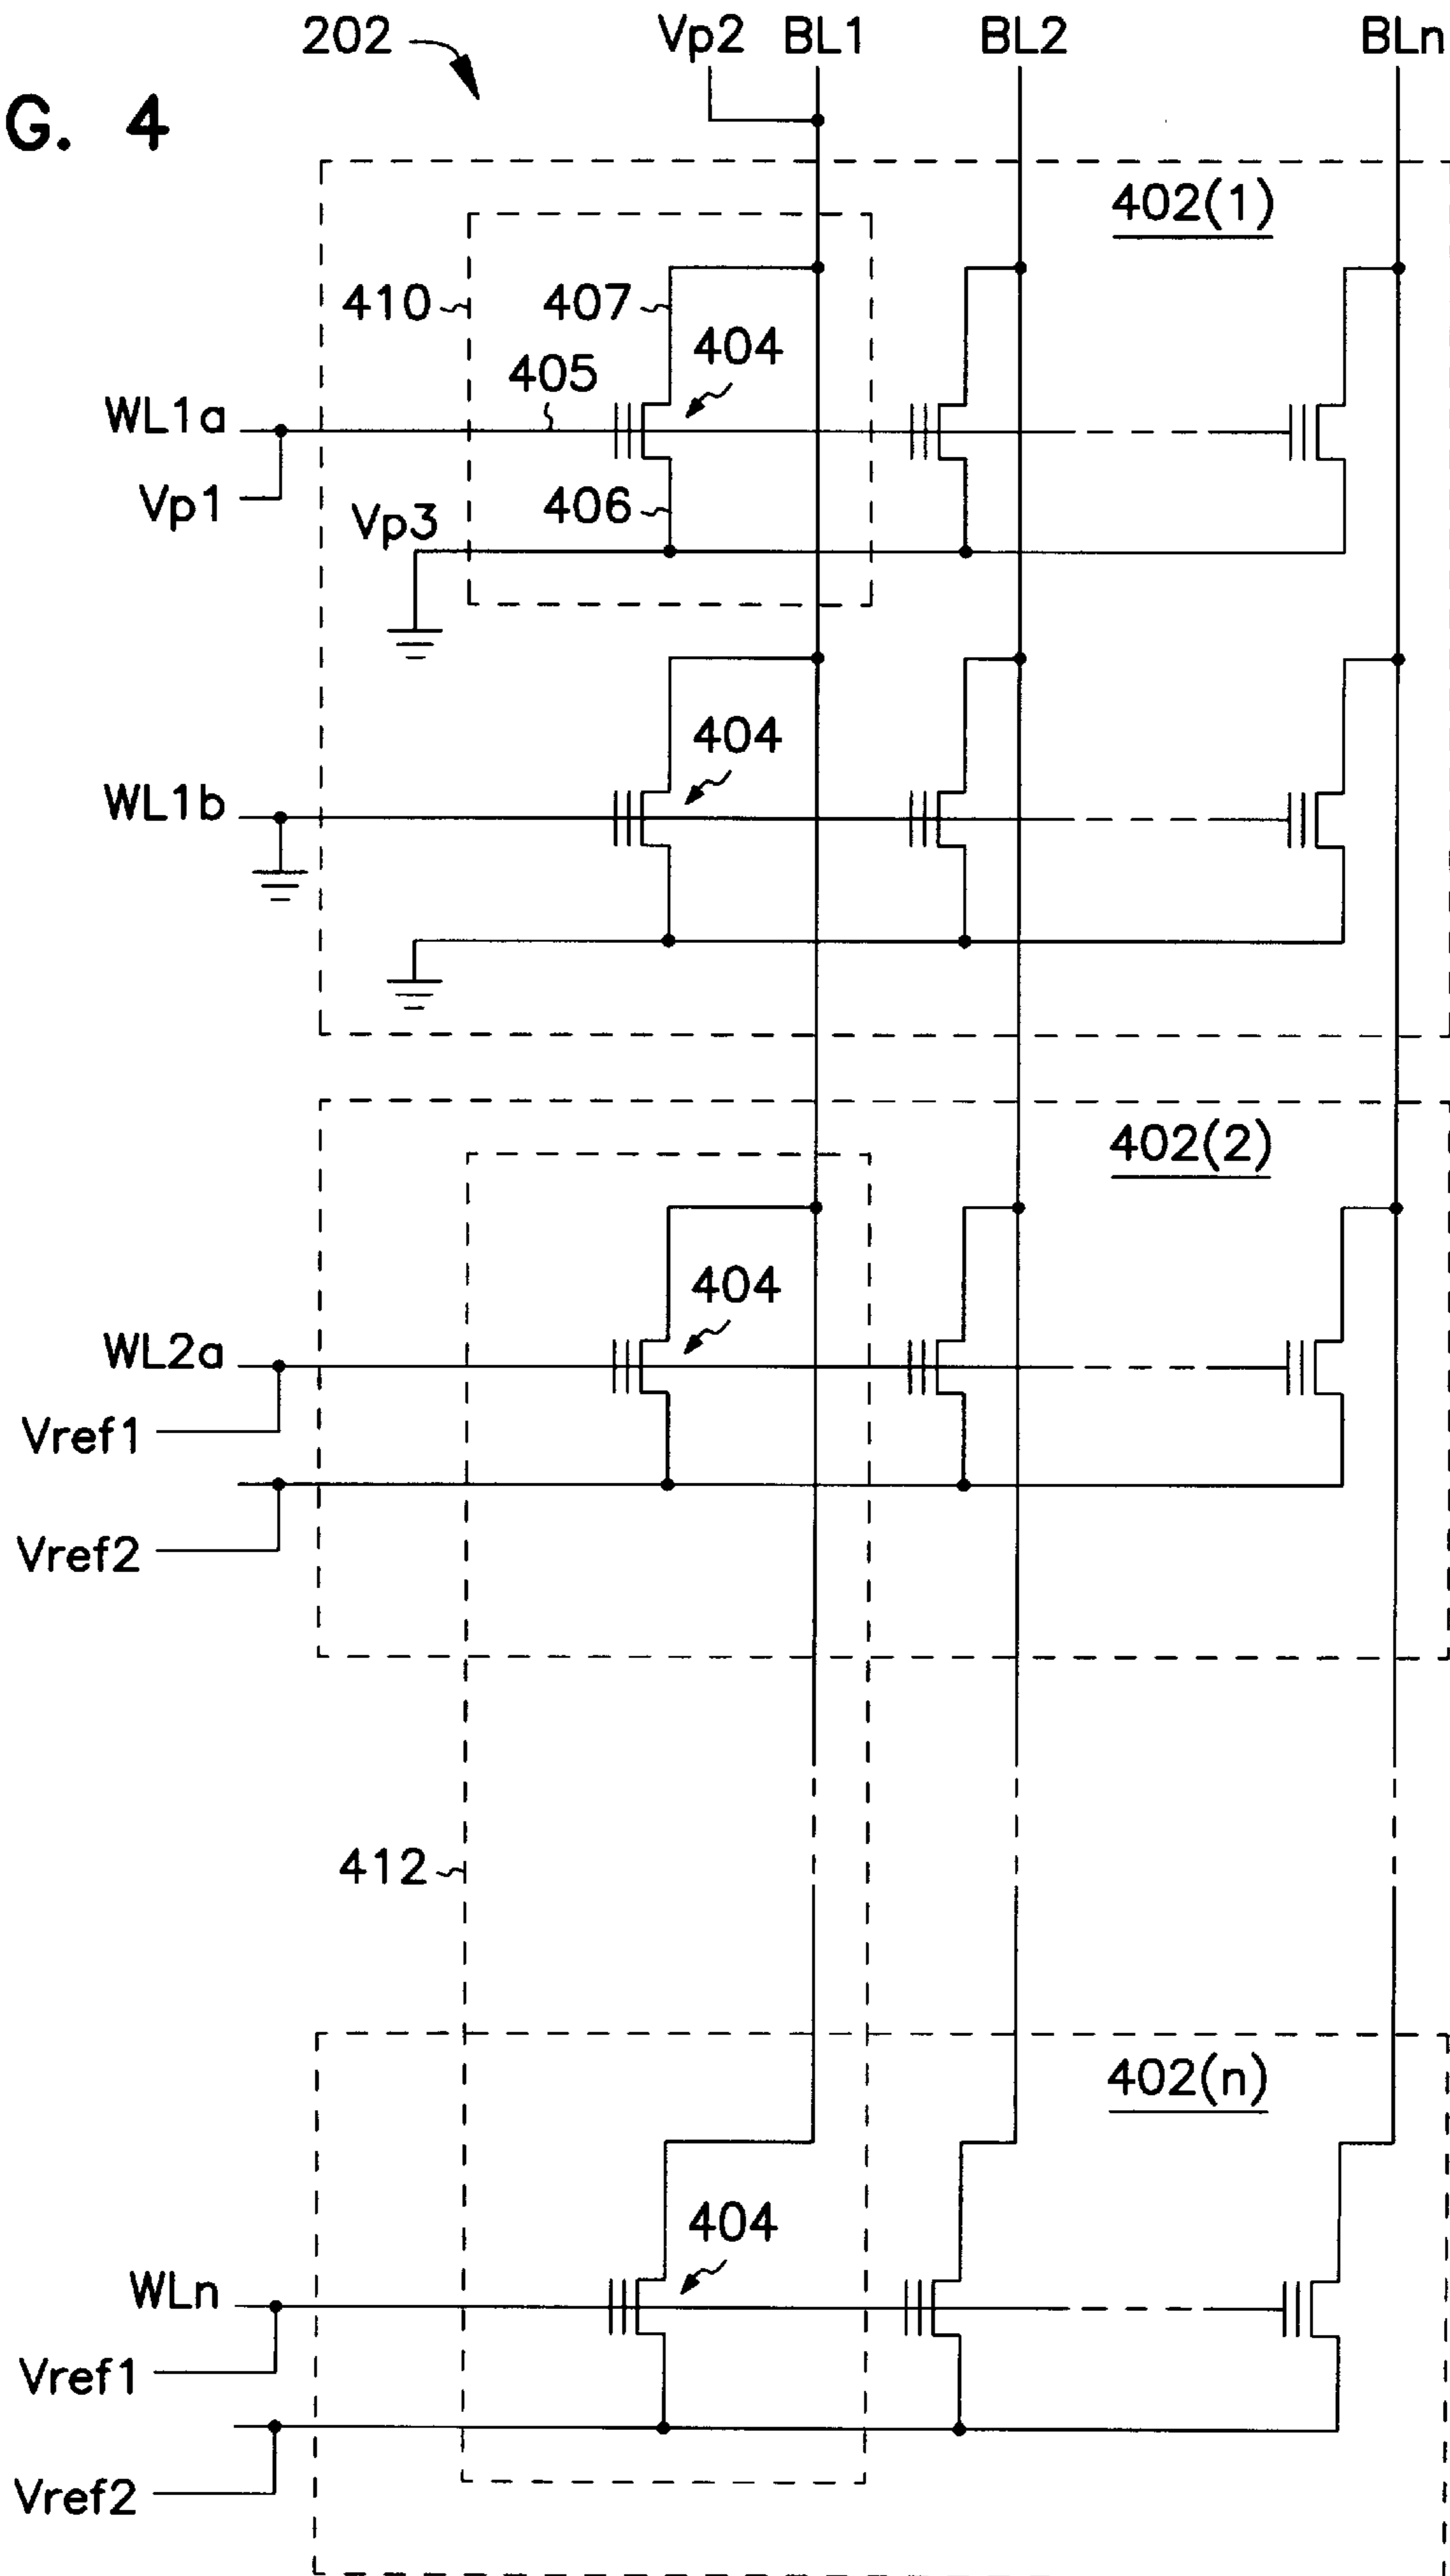 202 Vp2 BL1 BL2 BLn
G. 4
402(1)
410 407
404
405
WL1a
Vp1
406
Vp3
404
WL1b
402(2)
404
WL2a
Vref1
Vref2
412
402(n)
404
WLn
Vref1
Vref2